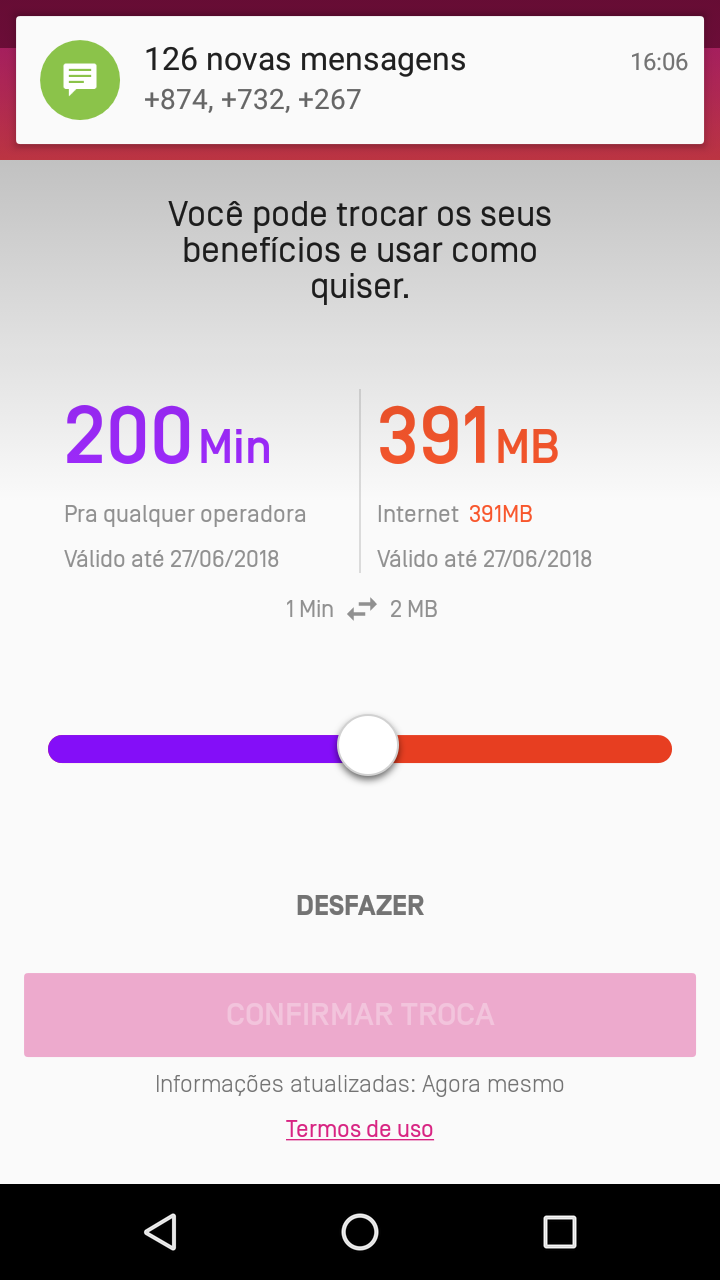 126 novas mensagens
16:06
+874, +732, +267
Você pode trocar os seus
benefícios e usar como
quiser.
200 Min
391 MB
Pra qualquer operadora
Internet 391MB
Válido até 27/06/2018
Válido até 27/06/2018
1 Min 2 MB
DESFAZER
CONFIRMAR TROCA
Informações atualizadas: Agora mesmo
Termos de uso